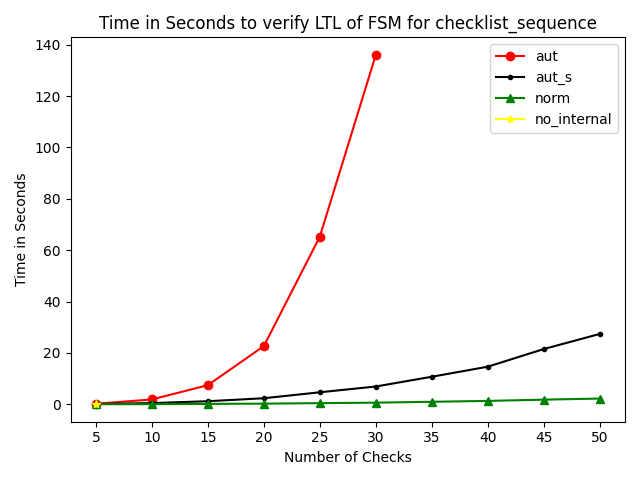 Time in Seconds to verify LTL of FSM for checklist_sequence
140
120
100
80
60
40
20
0
Time in Seconds
aut
aut_s
norm
no_internal
5 10 15 20 25 30 35 40 45 50
Number of Checks